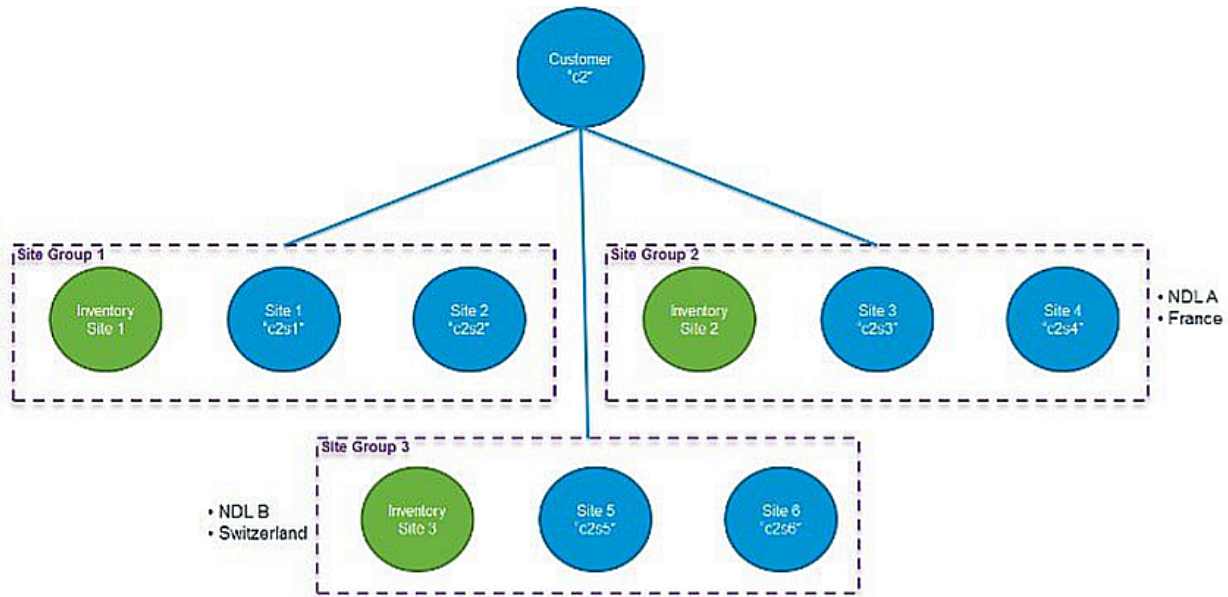 Customer
"c2"
Site Group 1
Inventory
Site 1
Site 1
"c2s1"
Site 2
"c2s2"
Site Group 2
Inventory
Site 2
Site 3
"c2s3"
Site 4
"c2s4"
• NDL A
• France
Site Group 3
Inventory
Site 3
Site 5
"c2s5"
Site 6
"c2s6"
• NDL B
• Switzerland